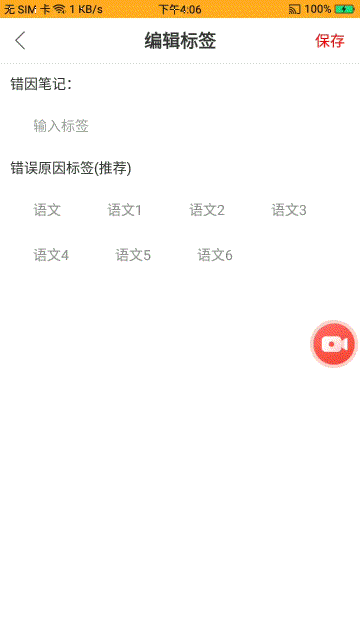 无 SIM 卡 1 KB/s 下午4:06 100%
编辑标签 保存
错因笔记：
输入标签
错误原因标签(推荐)
语文 语文1 语文2 语文3
语文4 语文5 语文6